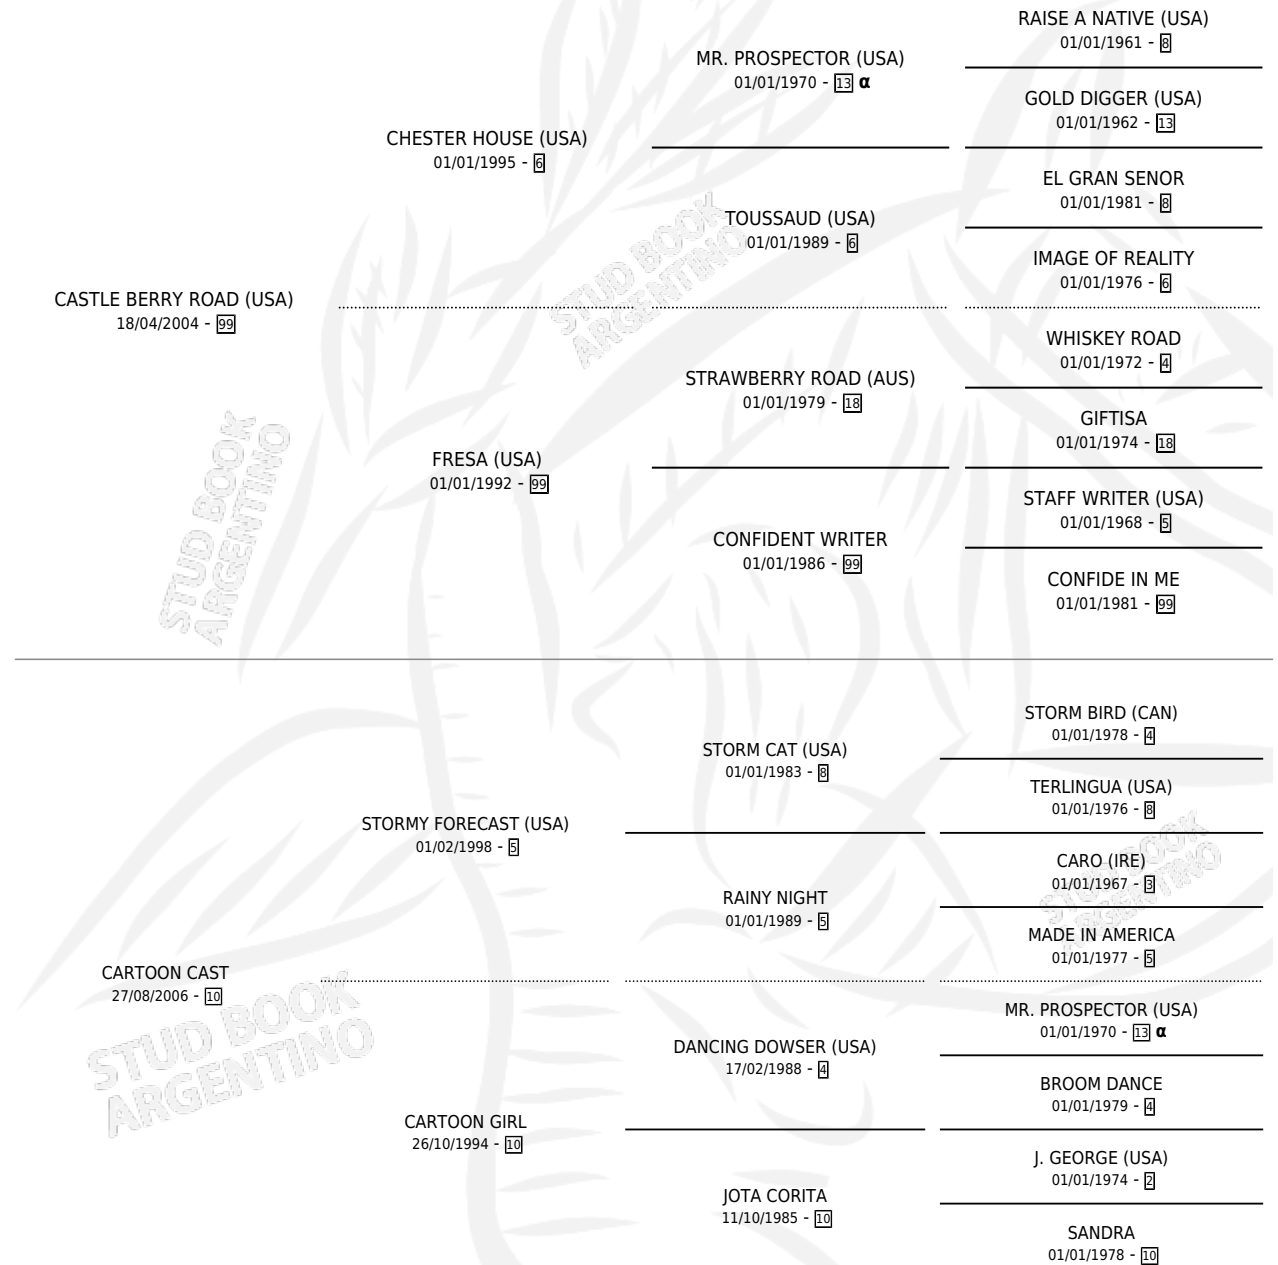 RAISE A NATIVE (USA)
01/01/1961 - 8
MR. PROSPECTOR (USA)
01/01/1970 - 13 α
GOLD DIGGER (USA)
01/01/1962 - 13
CHESTER HOUSE (USA)
01/01/1995 - 6
EL GRAN SENOR
01/01/1981 - 8
TOUSSAUD (USA)
01/01/1989 - 6
IMAGE OF REALITY
01/01/1976 - 6
CASTLE BERRY ROAD (USA)
18/04/2004 - 99
WHISKEY ROAD
01/01/1972 - 4
STRAWBERRY ROAD (AUS)
01/01/1979 - 18
GIFTISA
01/01/1974 - 18
FRESA (USA)
01/01/1992 - 99
STAFF WRITER (USA)
01/01/1968 - 5
CONFIDENT WRITER
01/01/1986 - 99
CONFIDE IN ME
01/01/1981 - 99
STORM BIRD (CAN)
01/01/1978 - 4
STORM CAT (USA)
01/01/1983 - 8
TERLINGUA (USA)
01/01/1976 - 8
STORMY FORECAST (USA)
01/02/1998 - 5
CARO (IRE)
01/01/1967 - 3
RAINY NIGHT
01/01/1989 - 5
MADE IN AMERICA
01/01/1977 - 5
CARTOON CAST
27/08/2006 - 10
MR. PROSPECTOR (USA)
01/01/1970 - 13 α
DANCING DOWSER (USA)
17/02/1988 - 4
BROOM DANCE
01/01/1979 - 4
CARTOON GIRL
26/10/1994 - 10
J. GEORGE (USA)
01/01/1974 - 2
JOTA CORITA
11/10/1985 - 10
SANDRA
01/01/1978 - 10
STUD BOOK
ARGENTINO
STUD BOOK
ARGENTINO
STUD BOOK
ARGENTINO
STUD BOOK
ARGENTINO